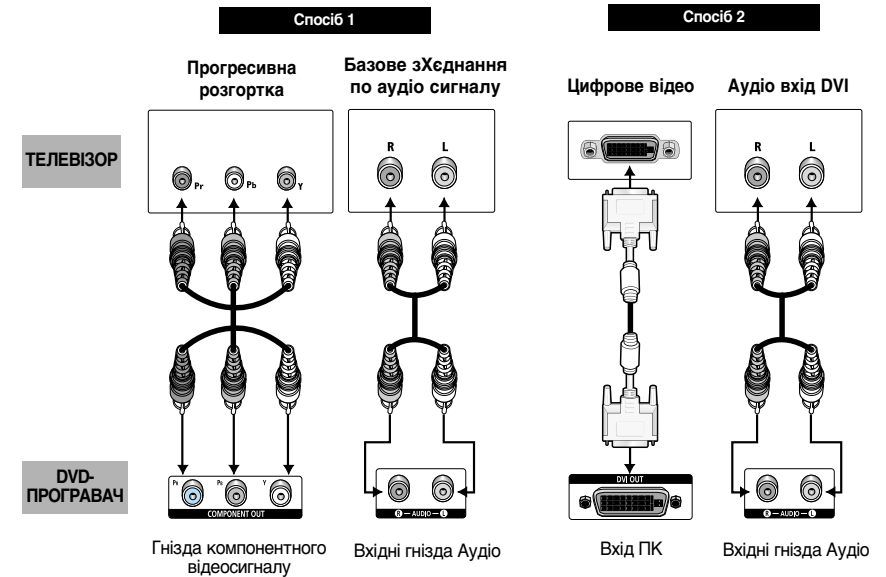 Спосіб 1
Спосіб 2
Прогресивна
розгортка
Базове зХєднання
по аудіо сигналу
Цифрове відео
Аудіо вхід DVI
ТЕЛЕВІЗОР
Pr
Pb
Y
R
L
R
L
DVD-
ПРОГРАВАЧ
PR
PB
Y
COMPONENT OUT
R — AUDIO — L
DVI OUT
R — AUDIO — L
Гнізда компонентного
відеосигналу
Вхідні гнізда Аудіо
Вхід ПК
Вхідні гнізда Аудіо